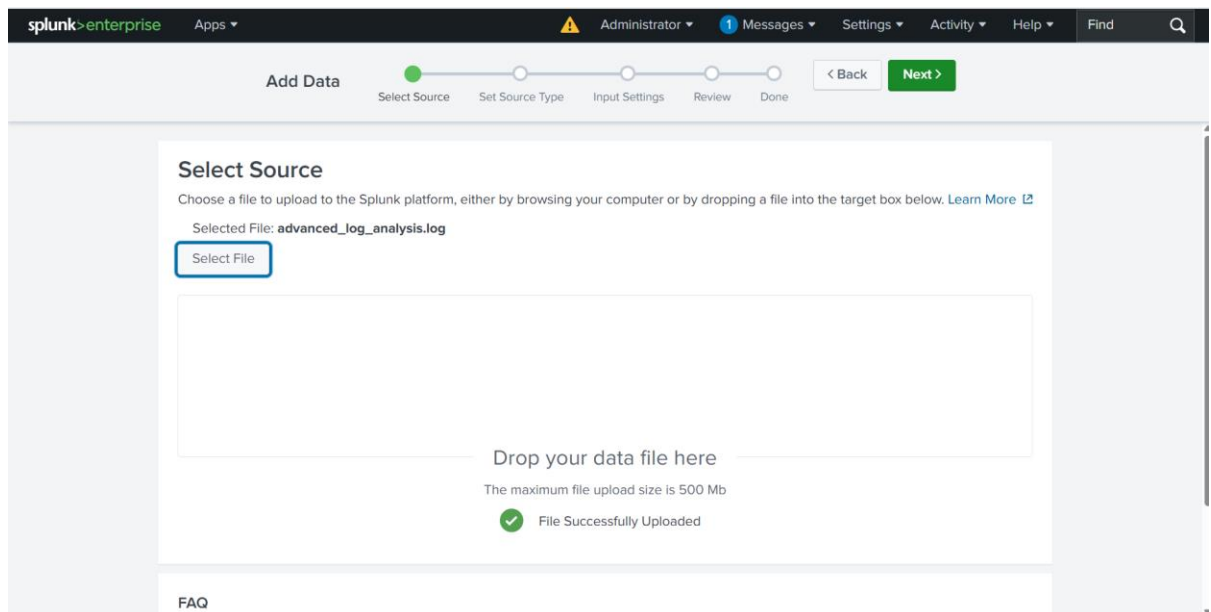 splunk>enterprise Apps Administrator 1 Messages Settings Activity Help Find
Add Data Select Source Set Source Type Input Settings Review Done < Back Next >
Select Source
Choose a file to upload to the Splunk platform, either by browsing your computer or by dropping a file into the target box below. Learn More
Selected File: advanced_log_analysis.log
Select File
Drop your data file here
The maximum file upload size is 500 Mb
File Successfully Uploaded
FAQ